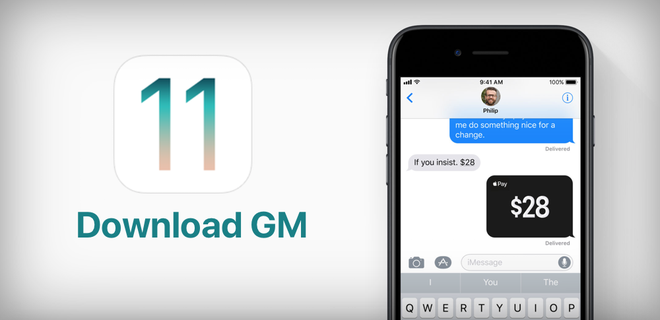 11
Download GM
9:41 AM
100%
Philip
me do something nice for a
change.
Delivered
If you insist. $28
Pay
$28
Delivered
iMessage
I You The
Q W E R T Y U I O P